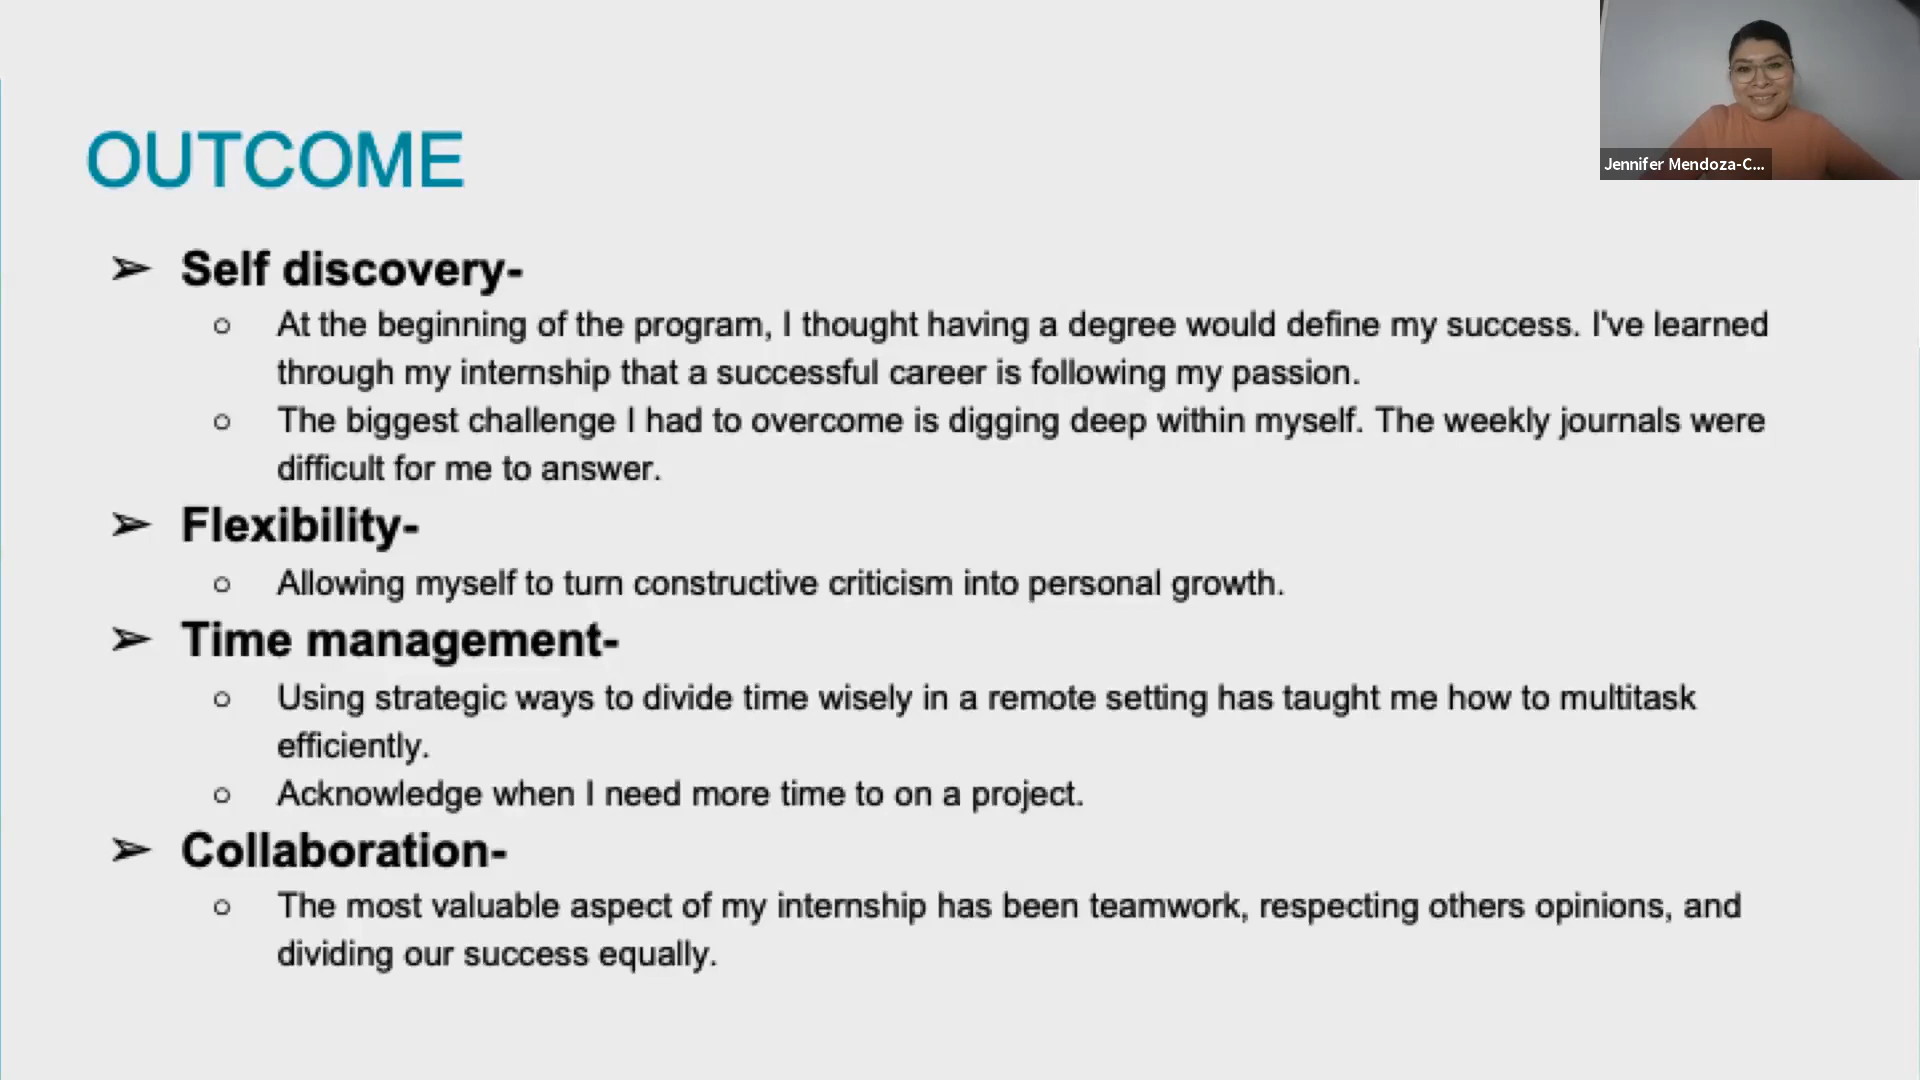 OUTCOME
Jennifer Mendoza-C...
➢ Self discovery-
○ At the beginning of the program, I thought having a degree would define my success. I've learned
through my internship that a successful career is following my passion.
○ The biggest challenge I had to overcome is digging deep within myself. The weekly journals were
difficult for me to answer.
➢ Flexibility-
○ Allowing myself to turn constructive criticism into personal growth.
➢ Time management-
○ Using strategic ways to divide time wisely in a remote setting has taught me how to multitask
efficiently.
○ Acknowledge when I need more time to on a project.
➢ Collaboration-
○ The most valuable aspect of my internship has been teamwork, respecting others opinions, and
dividing our success equally.